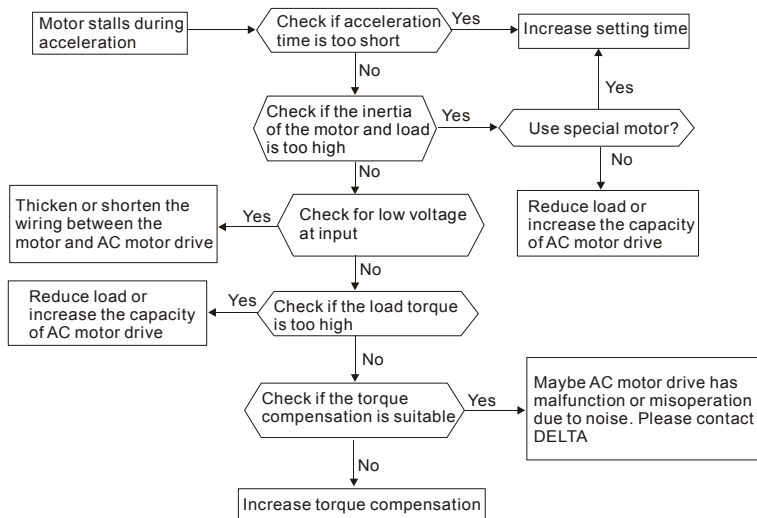 Motor stalls during
acceleration
Check if acceleration
time is too short
Yes
Increase setting time
No
Yes
Check if the inertia
of the motor and load
is too high
Yes
Use special motor?
No
No
Thicken or shorten the
wiring between the
motor and AC motor drive
Yes
Check for low voltage
at input
Reduce load or
increase the capacity
of AC motor drive
No
Reduce load or
increase the capacity
of AC motor drive
Yes
Check if the load torque
is too high
No
Check if the torque
compensation is suitable
Yes
Maybe AC motor drive has
malfunction or misoperation
due to noise. Please contact
DELTA
No
Increase torque compensation